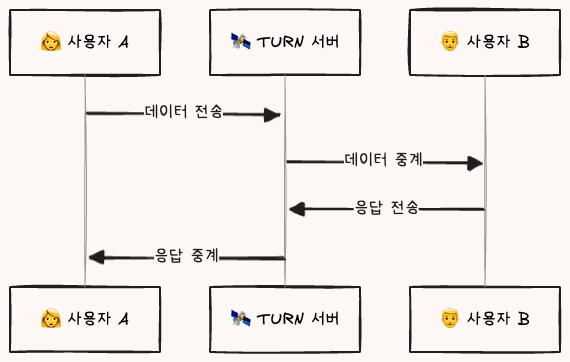 👩 사용자 A
🛰️ TURN 서버
👨 사용자 B
데이터 전송
데이터 중계
응답 전송
응답 중계
👩 사용자 A
🛰️ TURN 서버
👨 사용자 B